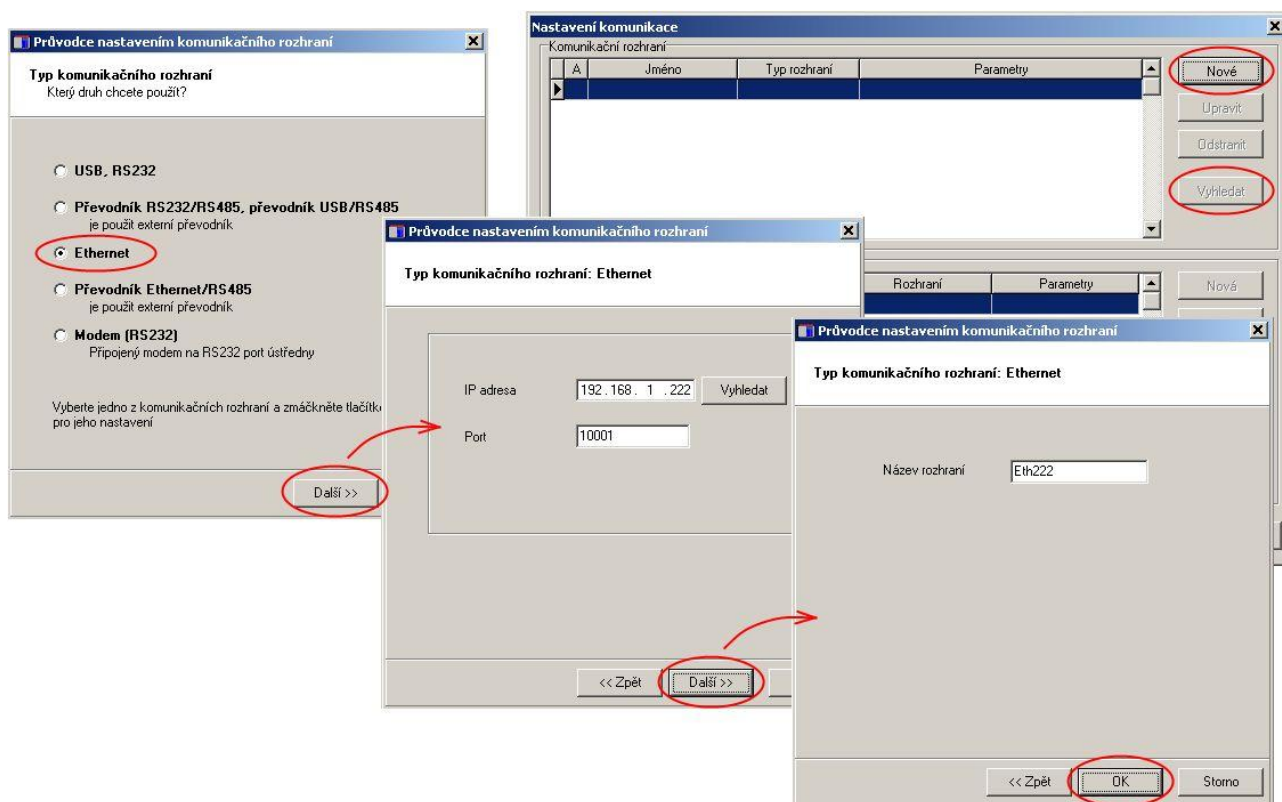 Průvodce nastavením komunikačního rozhraní
Typ komunikačního rozhraní
Který druh chcete použít?
USB, RS232
Převodník RS232/RS485, převodník USB/RS485
je použit externí převodník
Ethernet
Převodník Ethernet/RS485
je použit externí převodník
Modem (RS232)
Připojený modem na RS232 port ústředny
Vyberte jedno z komunikačních rozhraní a zmáčkněte
pro jeho nastavení
Další >>
Nastavení komunikace
Komunikační rozhraní
A Jméno Typ rozhraní Parametry
Nové
Upravit
Odstranit
Vyhledat
Rozhraní Parametry
Nová
Průvodce nastavením komunikačního rozhraní
Typ komunikačního rozhraní: Ethernet
IP adresa 192.168. 1 .222 Vyhledat
Port 10001
<< Zpět Další >>
Průvodce nastavením komunikačního rozhraní
Typ komunikačního rozhraní: Ethernet
Název rozhraní Eth222
<< Zpět OK Storno